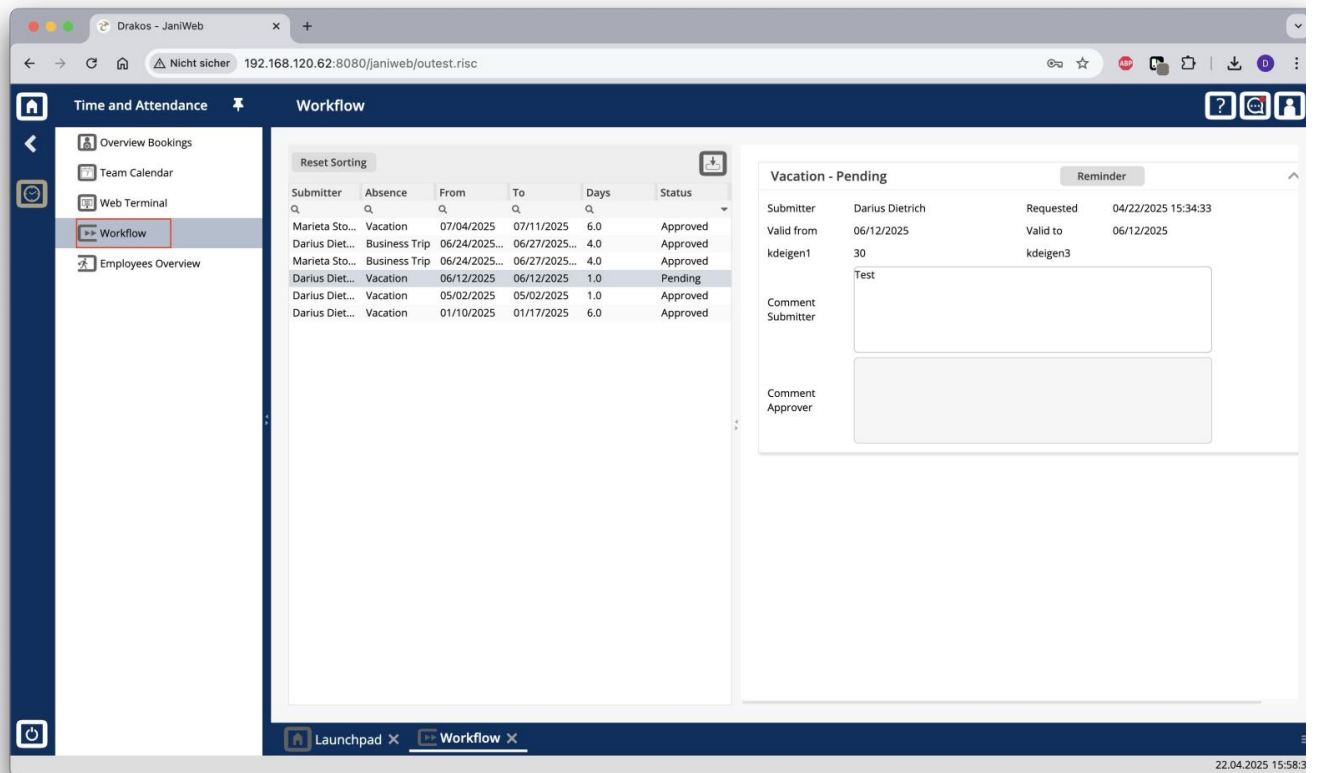 Drakos - JaniWeb
Nicht sicher 192.168.120.62:8080/janiweb/outest.risc
ABP
D
Time and Attendance
Workflow
?
Overview Bookings
Team Calendar
Web Terminal
Workflow
Employees Overview
Reset Sorting
Submitter Absence From To Days Status
Marieta Sto... Vacation 07/04/2025 07/11/2025 6.0 Approved
Darius Diet... Business Trip 06/24/2025... 06/27/2025... 4.0 Approved
Marieta Sto... Business Trip 06/24/2025... 06/27/2025... 4.0 Approved
Darius Diet... Vacation 06/12/2025 06/12/2025 1.0 Pending
Darius Diet... Vacation 05/02/2025 05/02/2025 1.0 Approved
Darius Diet... Vacation 01/10/2025 01/17/2025 6.0 Approved
Vacation - Pending Reminder
Submitter Darius Dietrich Requested 04/22/2025 15:34:33
Valid from 06/12/2025 Valid to 06/12/2025
kdeigen1 30 kdeigen3
Test
Comment
Submitter
Comment
Approver
Launchpad Workflow
22.04.2025 15:58:3